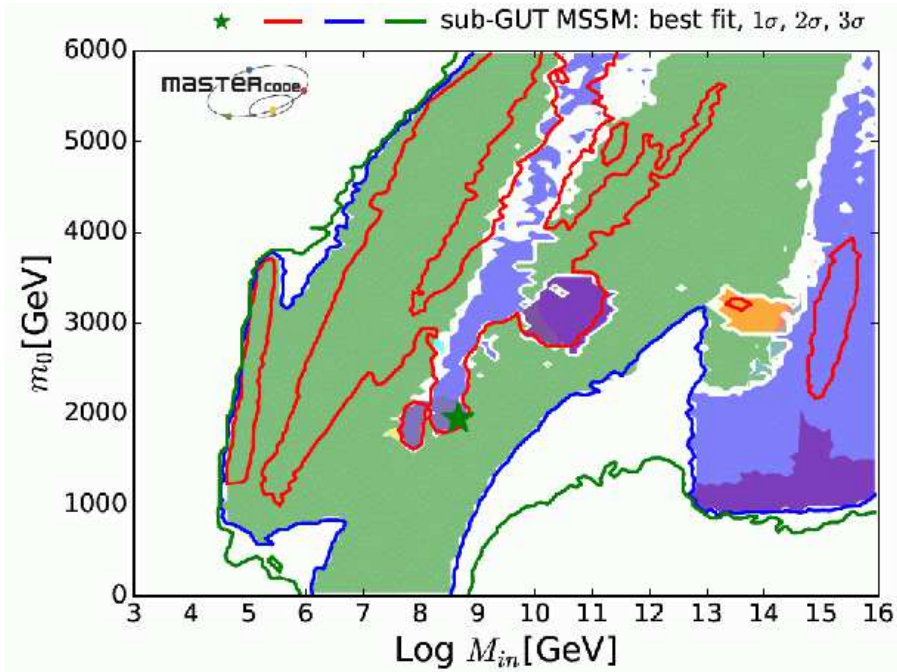 sub-GUT MSSM: best fit, 1σ, 2σ, 3σ
MASTERCODE
6000
5000
4000
3000
2000
1000
0
m₀[GeV]
3 4 5 6 7 8 9 10 11 12 13 14 15 16
Log M_in[GeV]